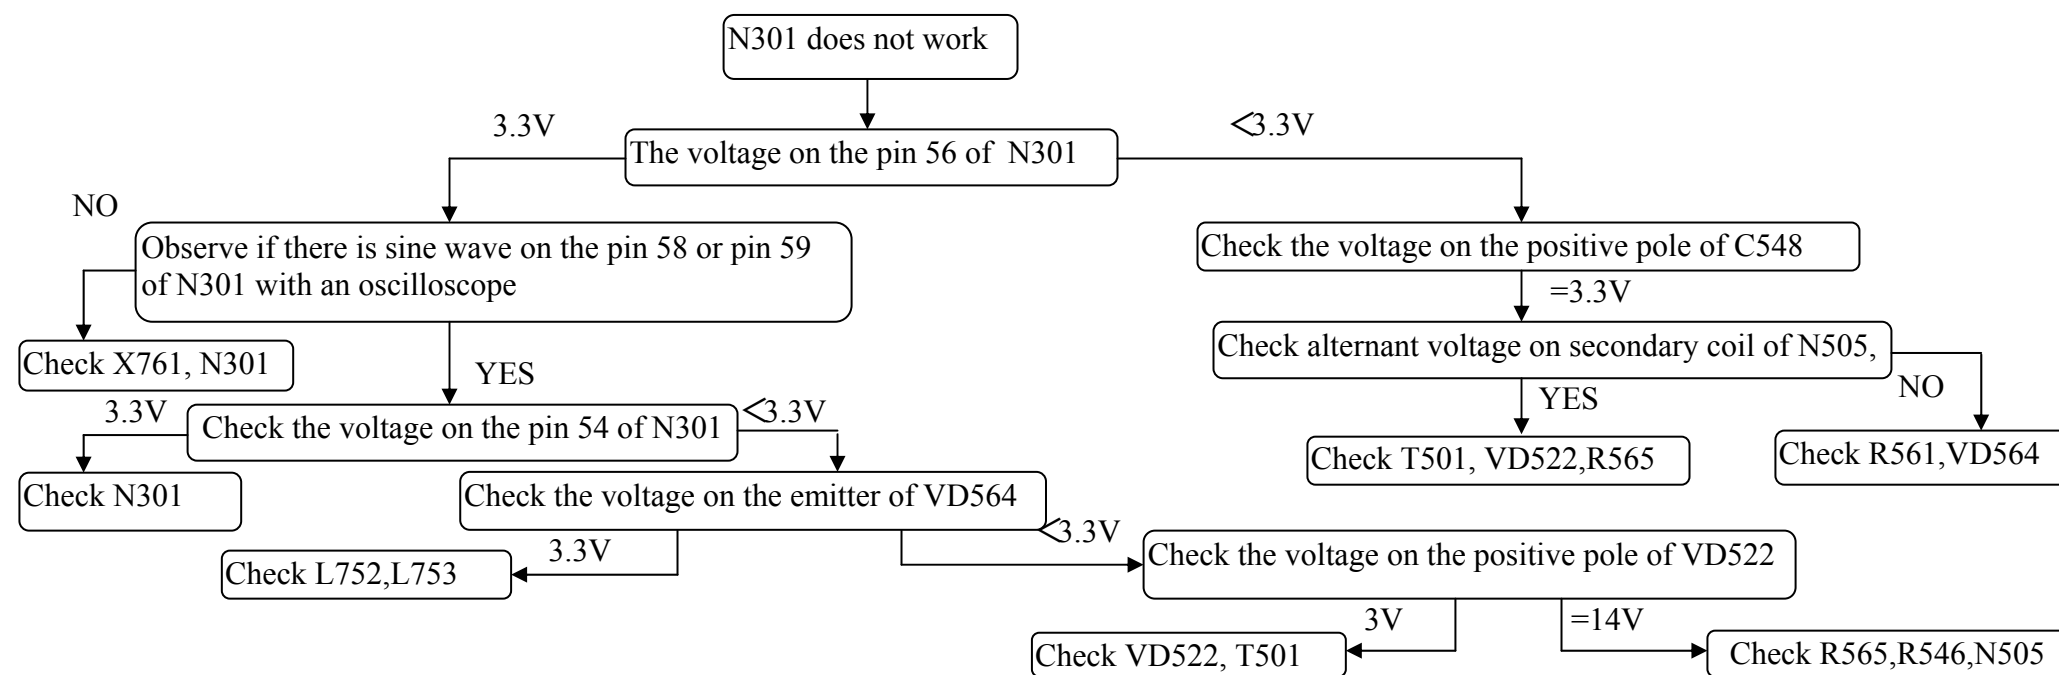 N301 does not work
3.3V
<3.3V
The voltage on the pin 56 of N301
NO
Observe if there is sine wave on the pin 58 or pin 59
of N301 with an oscilloscope
Check the voltage on the positive pole of C548
=3.3V
Check X761, N301
YES
Check alternant voltage on secondary coil of N505,
YES
NO
3.3V
Check the voltage on the pin 54 of N301
<3.3V
Check T501, VD522,R565
Check R561,VD564
Check N301
Check the voltage on the emitter of VD564
3.3V
<3.3V
Check L752,L753
Check the voltage on the positive pole of VD522
3V
=14V
Check VD522, T501
Check R565,R546,N505